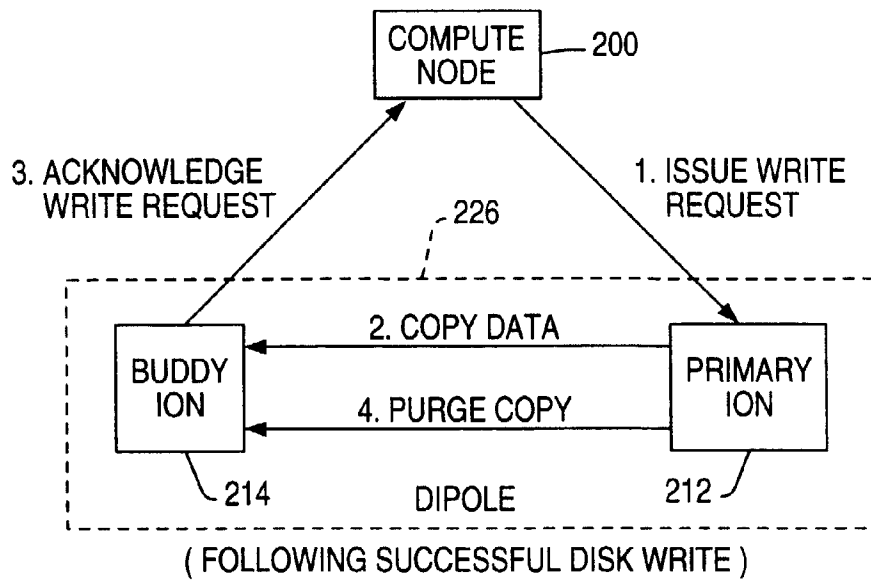 COMPUTE
NODE
200
3. ACKNOWLEDGE
WRITE REQUEST
1. ISSUE WRITE
REQUEST
226
BUDDY
ION
2. COPY DATA
4. PURGE COPY
PRIMARY
ION
214
DIPOLE
212
( FOLLOWING SUCCESSFUL DISK WRITE )